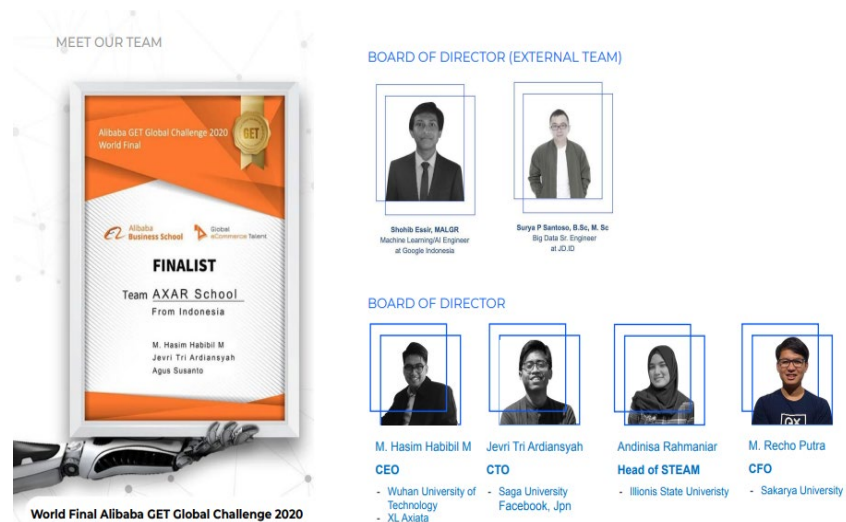 MEET OUR TEAM
Alibaba GET Global Challenge 2020
World Final
GET
Alibaba
Business School
Global
eCommerce Talent
FINALIST
Team AXAR School
From Indonesia
M. Hasim Habibil M
Jevri Tri Ardiansyah
Agus Susanto
World Final Alibaba GET Global Challenge 2020
BOARD OF DIRECTOR (EXTERNAL TEAM)
Shohib Essir, MALGR
Machine Learning/AI Engineer
at Google Indonesia
Surya P Santoso, B.Sc, M. Sc
Big Data Sr. Engineer
at JD.ID
BOARD OF DIRECTOR
M. Hasim Habibil M
CEO
- Wuhan University of
Technology
- XL Axiata
Jevri Tri Ardiansyah
CTO
- Saga University
Facebook, Jpn
Andinisa Rahmaniar
Head of STEAM
- Illionis State Univeristy
M. Recho Putra
CFO
- Sakarya University